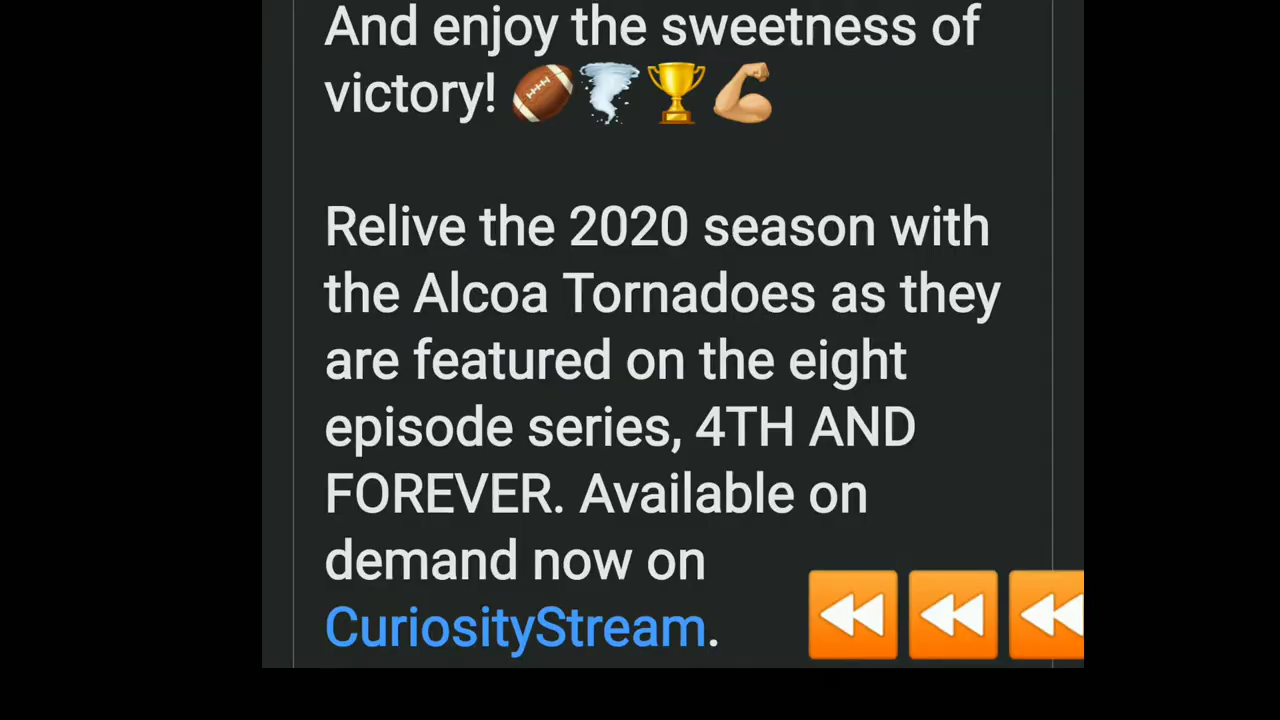 And enjoy the sweetness of
victory! 🏈🌪️🏆💪🏼
Relive the 2020 season with
the Alcoa Tornadoes as they
are featured on the eight
episode series, 4TH AND
FOREVER. Available on
demand now on
CuriosityStream. ⏪⏪⏪